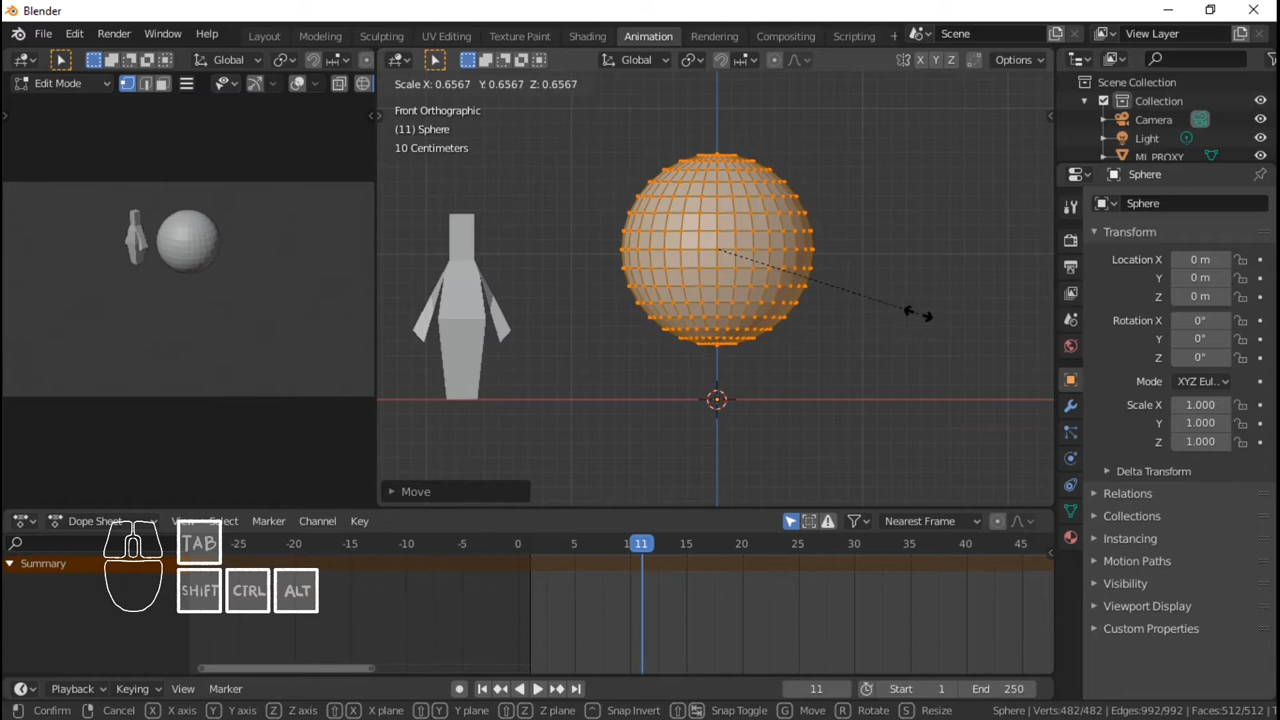 Blender
File Edit Render Window Help Layout Modeling Sculpting UV Editing Texture Paint Shading Animation Rendering Compositing Scripting + Scene View Layer
Global Global X Y Z Options
Edit Mode
Scale X: 0.6567 Y: 0.6567 Z: 0.6567
Front Orthographic
(11) Sphere
10 Centimeters
Scene Collection
Collection
Camera
Light
MI PROXY
Sphere
Sphere
Transform
Location X 0 m
Y 0 m
Z 0 m
Rotation X 0°
Y 0°
Z 0°
Mode XYZ Eul..
Scale X 1.000
Y 1.000
Z 1.000
Delta Transform
Relations
Collections
Instancing
Motion Paths
Visibility
Viewport Display
Custom Properties
Move
Dope Sheet View Select Marker Channel Key Nearest Frame
-25 -20 -15 -10 -5 0 5 10 11 15 20 25 30 35 40 45
Summary
TAB
SHIFT CTRL ALT
Playback Keying View Marker 11 Start 1 End 250
Confirm Cancel X X axis Y Y axis Z Z axis X X plane Y Y plane Z Z plane ^ Snap Invert Snap Toggle G Move R Rotate S Resize Sphere | Verts:482/482 | Edges:992/992 | Faces:512/512 | T